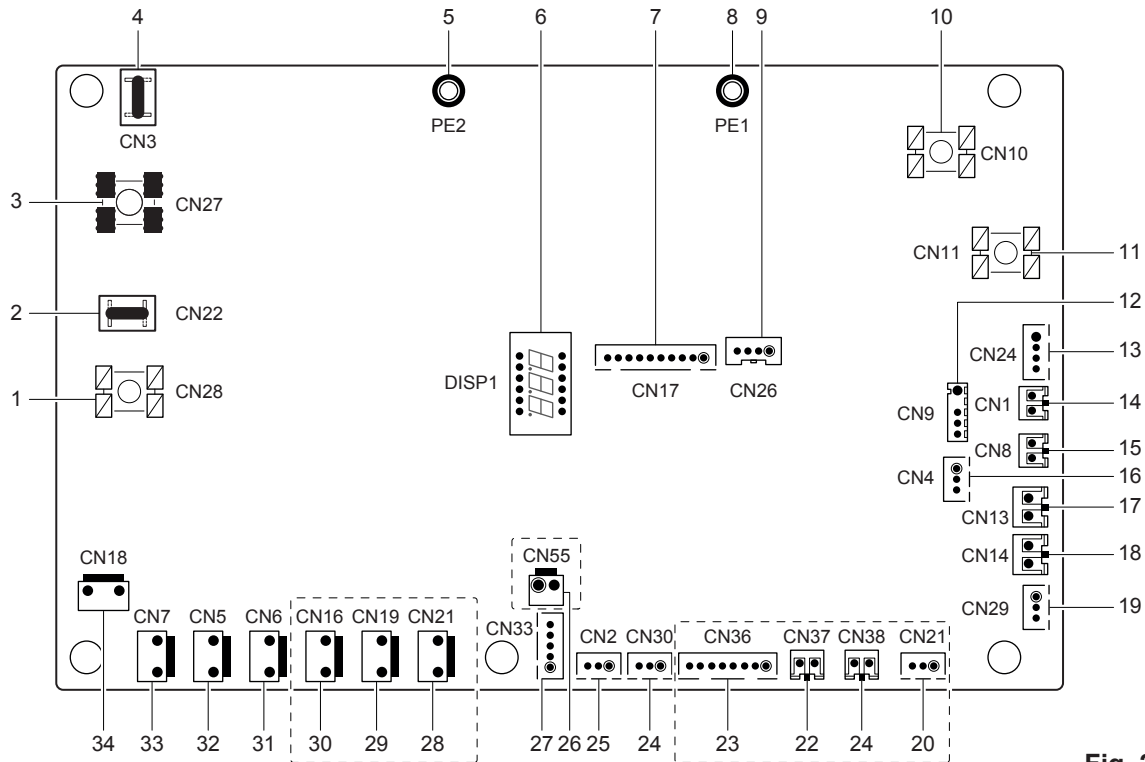 4 5 6 7 8 9 10
CN3
PE2
PE1
CN10
3 CN27
CN11 11
12
2 CN22
CN24 13
DISP1
CN17
CN26
1 CN28
CN9
CN1 14
CN8 15
CN4 16
CN13 17
CN14 18
CN18
CN55
CN29 19
CN7 CN5 CN6 CN16 CN19 CN21 CN33 CN2 CN30 CN36 CN37 CN38 CN21
34 33 32 31 30 29 28 27 26 25 24 23 22 24 20